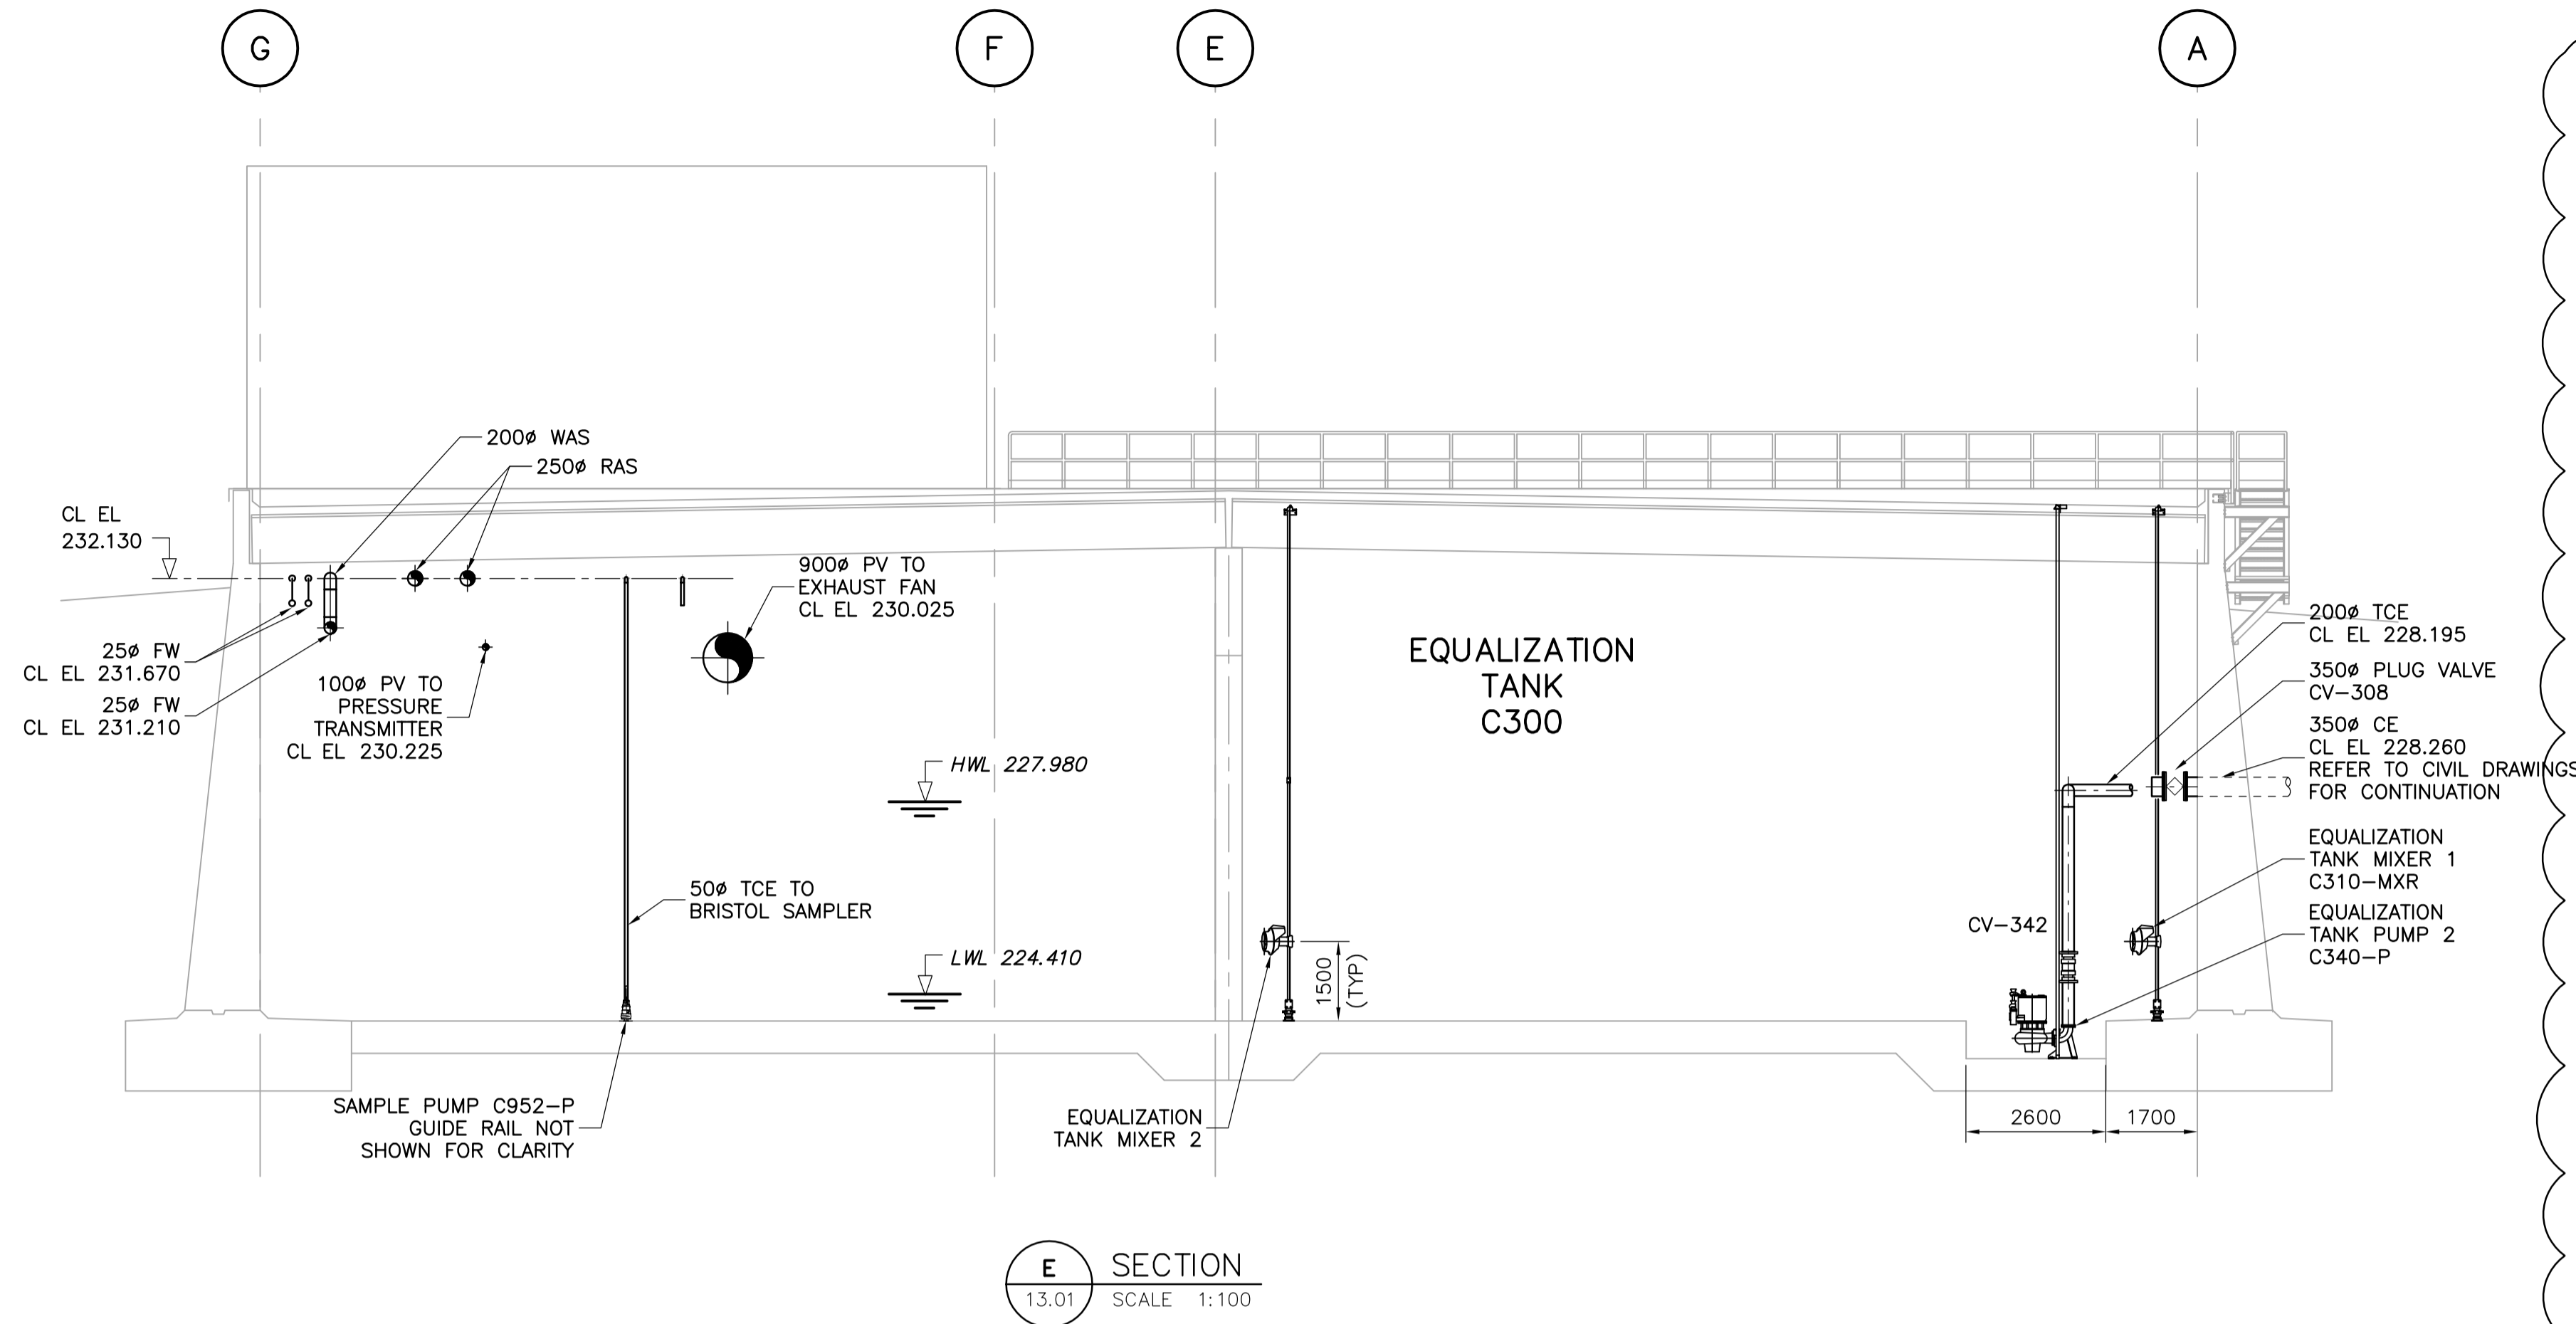 G
F
E
A
200ø WAS
250ø RAS
CL EL
232.130
900ø PV TO
EXHAUST FAN
CL EL 230.025
25ø FW
CL EL 231.670
25ø FW
CL EL 231.210
100ø PV TO
PRESSURE
TRANSMITTER
CL EL 230.225
EQUALIZATION
TANK
C300
HWL 227.980
LWL 224.410
50ø TCE TO
BRISTOL SAMPLER
200ø TCE
CL EL 228.195
350ø PLUG VALVE
CV-308
350ø CE
CL EL 228.260
REFER TO CIVIL DRAWINGS
FOR CONTINUATION
EQUALIZATION
TANK MIXER 1
C310-MXR
EQUALIZATION
TANK PUMP 2
C340-P
CV-342
1500
(TYP)
SAMPLE PUMP C952-P
GUIDE RAIL NOT
SHOWN FOR CLARITY
EQUALIZATION
TANK MIXER 2
2600
1700
E
13.01
SECTION
SCALE 1:100